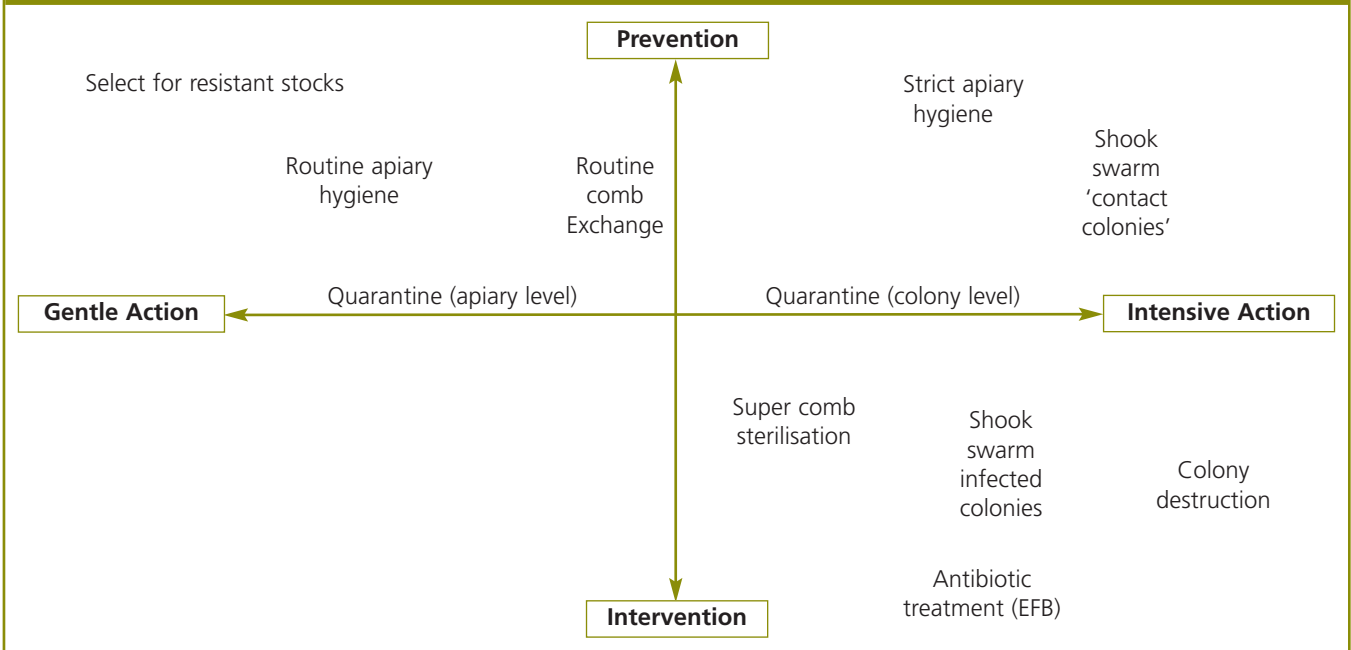 Prevention
Select for resistant stocks
Strict apiary
hygiene
Routine apiary
hygiene
Routine
comb
Exchange
Shook
swarm
‘contact
colonies’
Gentle Action
Quarantine (apiary level)
Quarantine (colony level)
Intensive Action
Super comb
sterilisation
Shook
swarm
infected
colonies
Colony
destruction
Antibiotic
treatment (EFB)
Intervention